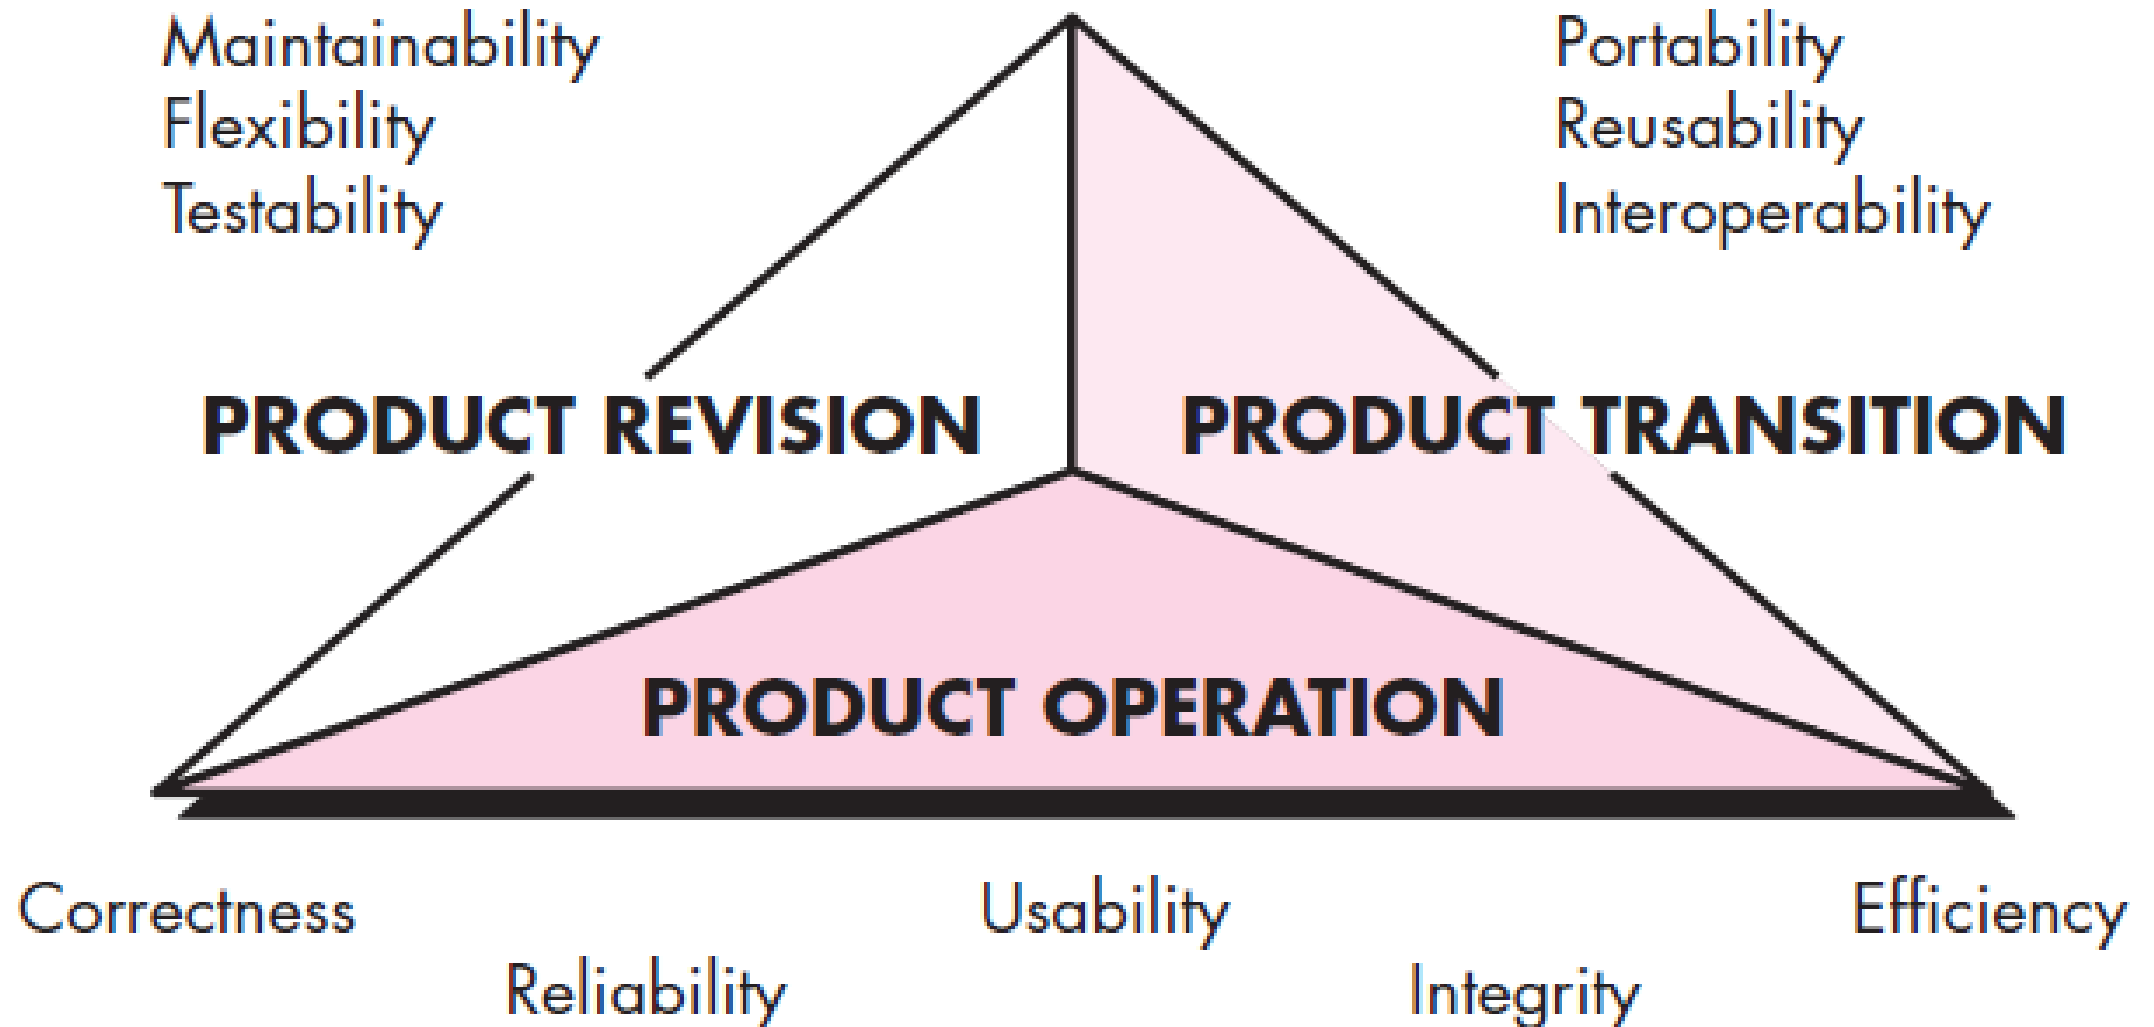 Maintainability
Flexibility
Testability
Portability
Reusability
Interoperability
PRODUCT REVISION
PRODUCT TRANSITION
PRODUCT OPERATION
Correctness
Usability
Efficiency
Reliability
Integrity